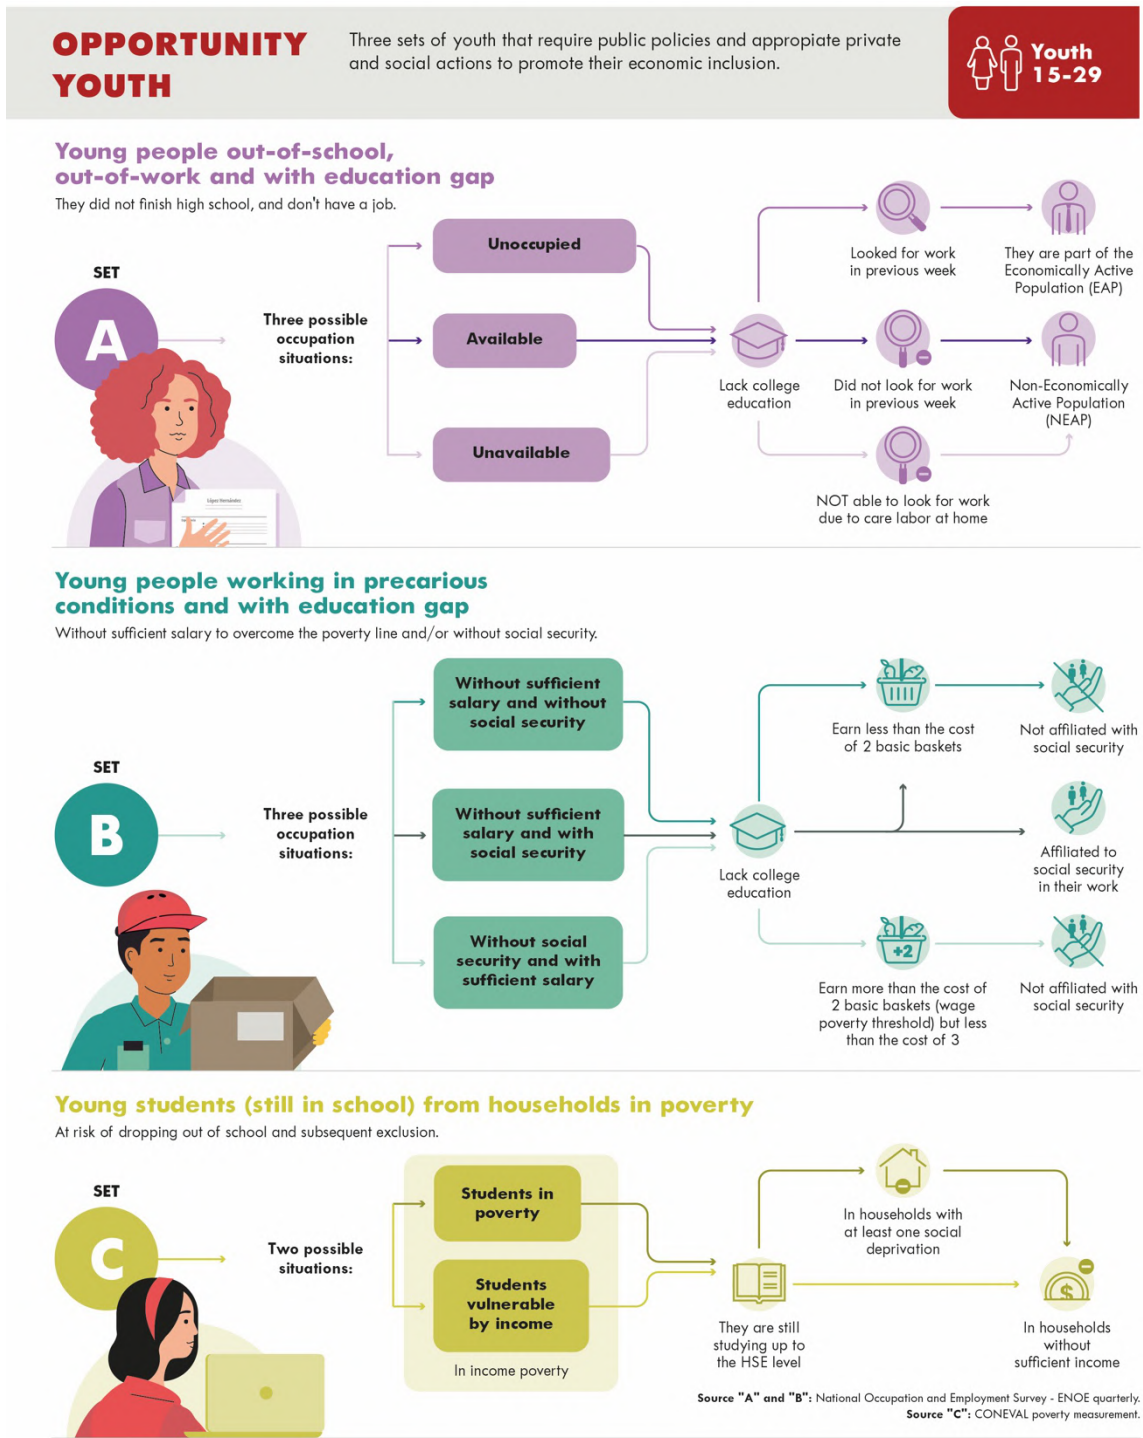 OPPORTUNITY
YOUTH
Three sets of youth that require public policies and appropiate private
and social actions to promote their economic inclusion.
Youth
15-29
Young people out-of-school,
out-of-work and with education gap
They did not finish high school, and don't have a job.
SET
A
Three possible
occupation
situations:
Unoccupied
Available
Unavailable
Lack college
education
Looked for work
in previous week
They are part of the
Economically Active
Population (EAP)
Did not look for work
in previous week
Non-Economically
Active Population
(NEAP)
NOT able to look for work
due to care labor at home
López Hernández
Young people working in precarious
conditions and with education gap
Without sufficient salary to overcome the poverty line and/or without social security.
SET
B
Three possible
occupation
situations:
Without sufficient
salary and without
social security
Without sufficient
salary and with
social security
Without social
security and with
sufficient salary
Lack college
education
Earn less than the cost
of 2 basic baskets
Not affiliated with
social security
Affiliated to
social security
in their work
+2
Earn more than the cost of
2 basic baskets (wage
poverty threshold) but less
than the cost of 3
Not affiliated with
social security
Young students (still in school) from households in poverty
At risk of dropping out of school and subsequent exclusion.
SET
C
Two possible
situations:
Students in
poverty
Students
vulnerable
by income
In income poverty
They are still
studying up to
the HSE level
In households with
at least one social
deprivation
$
In households
without
sufficient income
Source "A" and "B": National Occupation and Employment Survey - ENOE quarterly.
Source "C": CONEVAL poverty measurement.